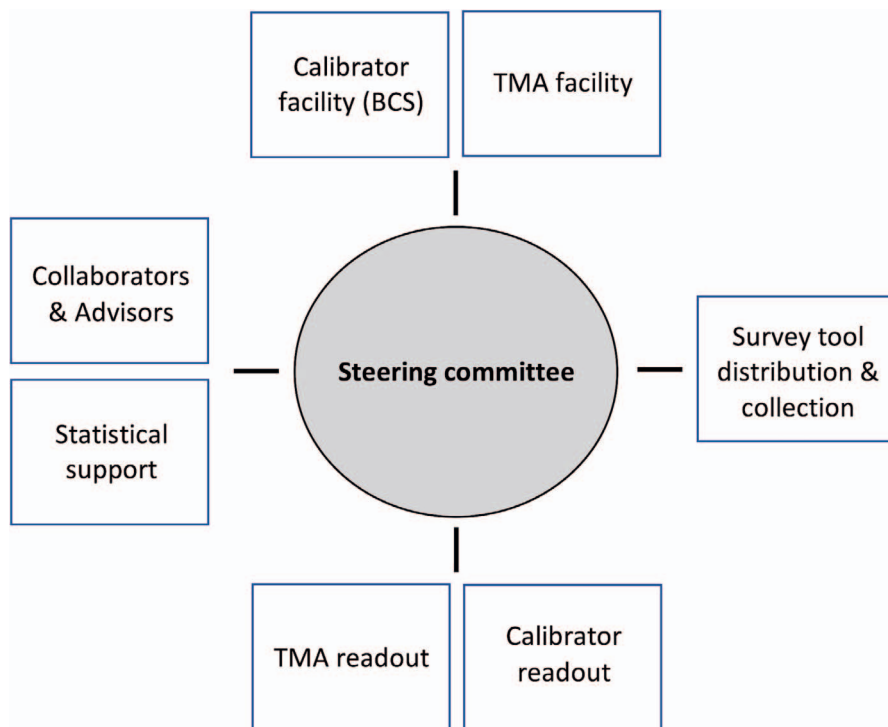 Calibrator
facility (BCS)
TMA facility
Collaborators
& Advisors
Steering committee
Survey tool
distribution &
collection
Statistical
support
TMA readout
Calibrator
readout